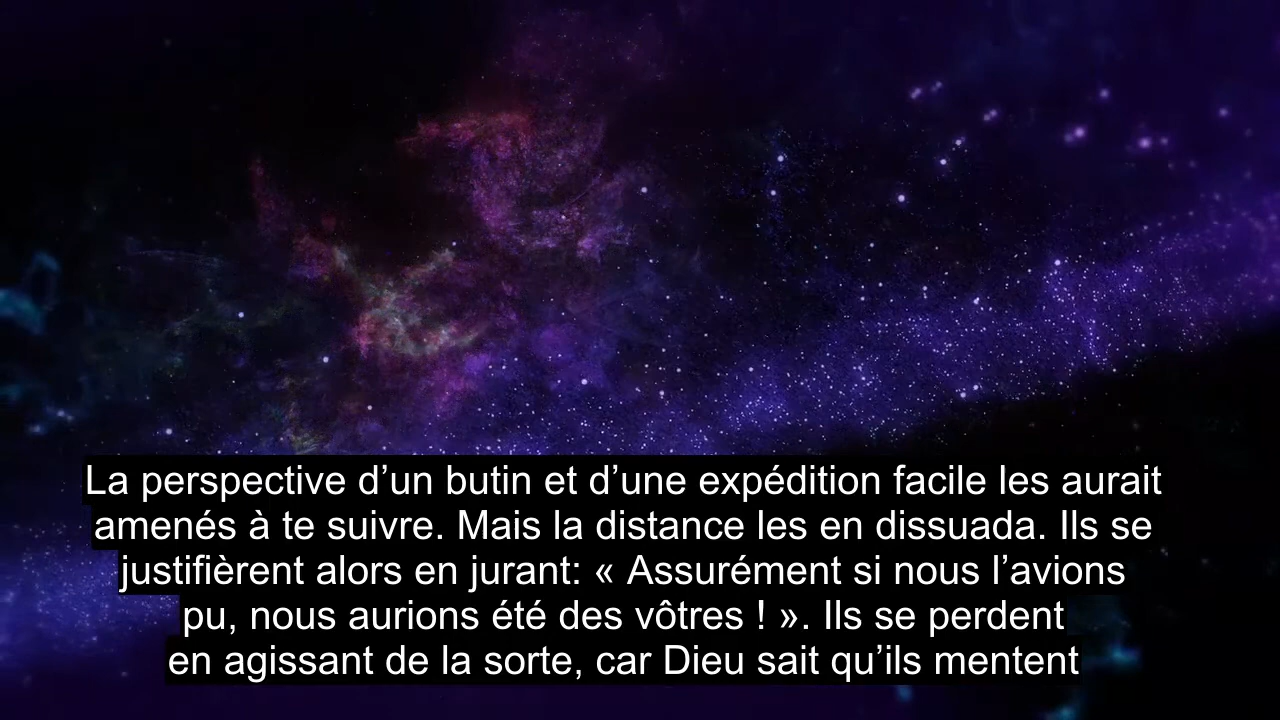 La perspective d’un butin et d’une expédition facile les aurait
amenés à te suivre. Mais la distance les en dissuada. Ils se
justifièrent alors en jurant: « Assurément si nous l’avions
pu, nous aurions été des vôtres ! ». Ils se perdent
en agissant de la sorte, car Dieu sait qu’ils mentent